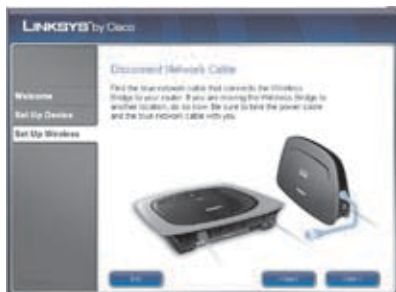 LINKSYS by Cisco
Disconnect Network Cable
Find the blue network cable that connects the Wireless
Bridge to your router. If you are moving the Wireless Bridge to
another location, do so now. Be sure to take the power cable
and the blue network cable with you.
Welcome
Set Up Device
Set Up Wireless